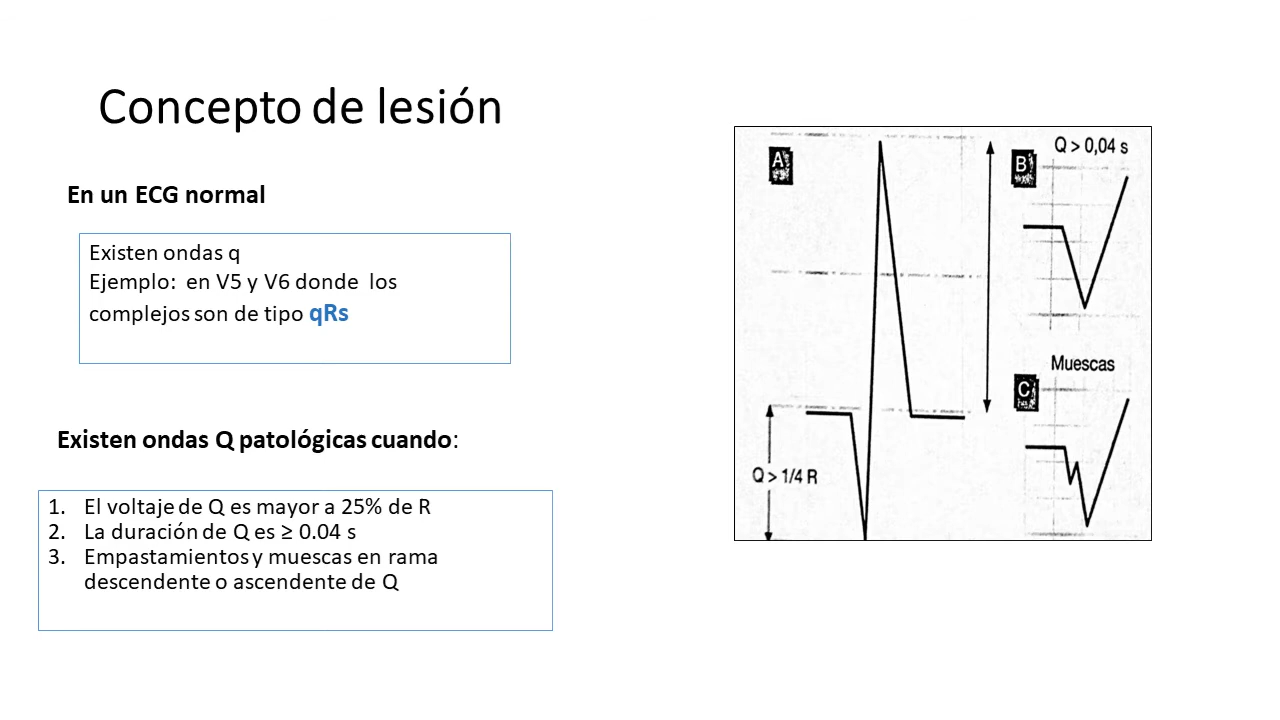 Concepto de lesión
En un ECG normal
Existen ondas q
Ejemplo: en V5 y V6 donde los
complejos son de tipo qRs
Existen ondas Q patológicas cuando:
1. El voltaje de Q es mayor a 25% de R
2. La duración de Q es ≥ 0.04 s
3. Empastamientos y muescas en rama
descendente o ascendente de Q
A
Q > 1/4 R
B
Q > 0,04 s
C
Muescas